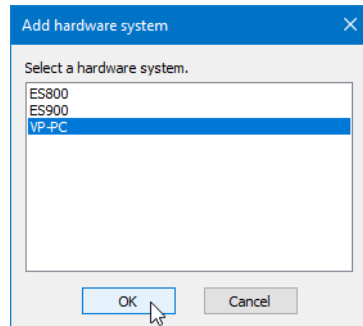 Add hardware system
Select a hardware system.
ES800
ES900
VP-PC
OK
Cancel